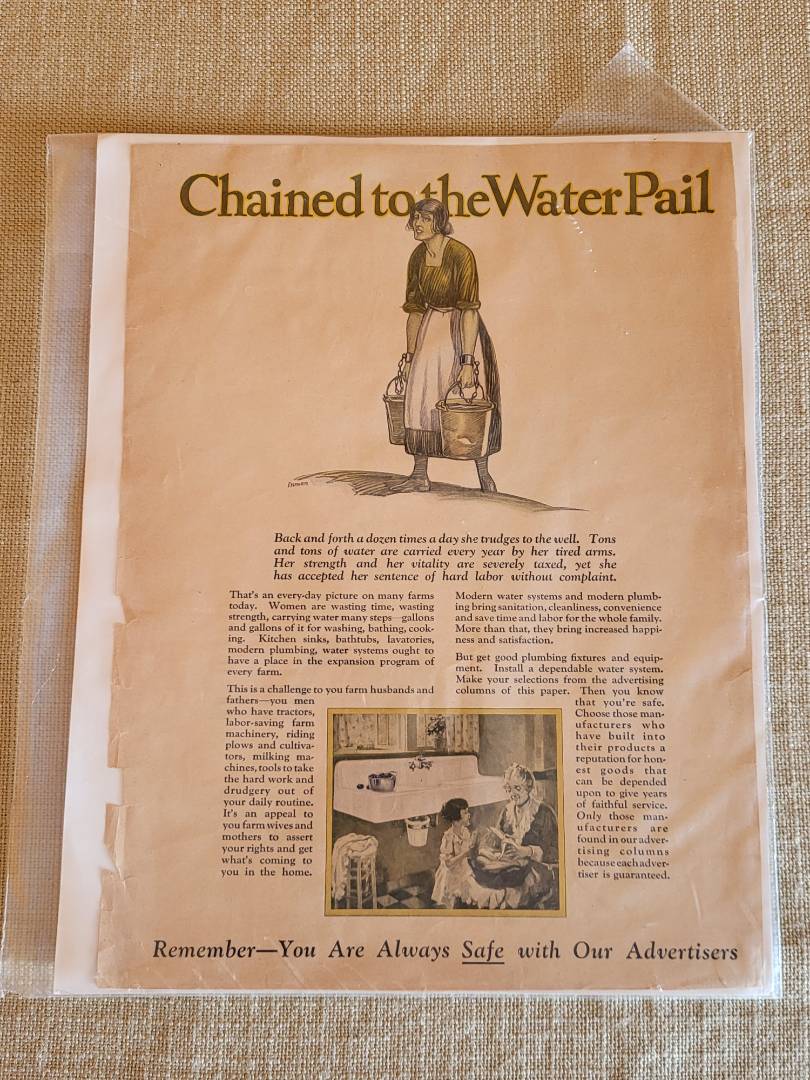 Chained to the Water Pail
Back and forth a dozen times a day she trudges to the well. Tons
and tons of water are carried every year by her tired arms.
Her strength and her vitality are severely taxed, yet she
has accepted her sentence of hard labor without complaint.
That's an every-day picture on many farms
today. Women are wasting time, wasting
strength, carrying water many steps—gallons
and gallons of it for washing, bathing, cook-
ing. Kitchen sinks, bathtubs, lavatories,
modern plumbing, water systems ought to
have a place in the expansion program of
every farm.
This is a challenge to you farm husbands and
fathers—you men
who have tractors,
labor-saving farm
machinery, riding
plows and cultiva-
tors, milking ma-
chines, tools to take
the hard work and
drudgery out of
your daily routine.
It's an appeal to
you farm wives and
mothers to assert
your rights and get
what's coming to
you in the home.
Modern water systems and modern plumb-
ing bring sanitation, cleanliness, convenience
and save time and labor for the whole family.
More than that, they bring increased happi-
ness and satisfaction.
But get good plumbing fixtures and equip-
ment. Install a dependable water system.
Make your selections from the advertising
columns of this paper. Then you know
that you're safe.
Choose those man-
ufacturers who
have built into
their products a
reputation for hon-
est goods that
can be depended
upon to give years
of faithful service.
Only those man-
ufacturers are
found in our adver-
tising columns
because each adver-
tiser is guaranteed.
Remember—You Are Always Safe with Our Advertisers